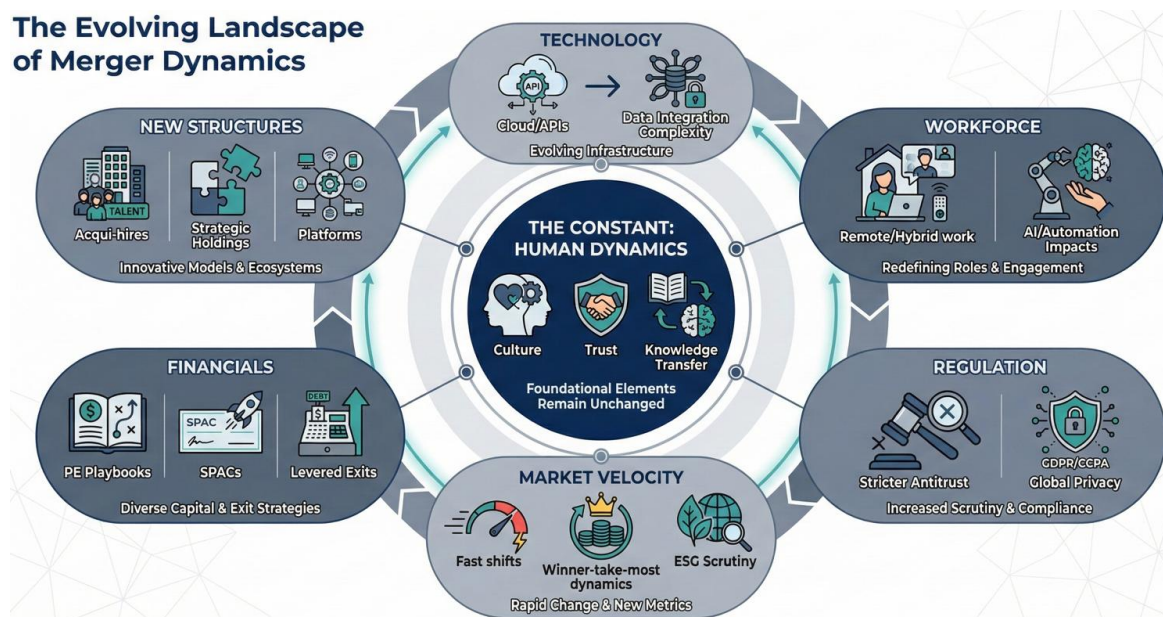 The Evolving Landscape
of Merger Dynamics
TECHNOLOGY
API
Cloud/APIs
Data Integration
Complexity
Evolving Infrastructure
NEW STRUCTURES
TALENT
Acqui-hires
Strategic
Holdings
Platforms
Innovative Models & Ecosystems
WORKFORCE
Remote/Hybrid work
AI/Automation
Impacts
Redefining Roles & Engagement
THE CONSTANT:
HUMAN DYNAMICS
Culture
Trust
Knowledge
Transfer
Foundational Elements
Remain Unchanged
FINANCIALS
PE Playbooks
SPAC
SPACs
DEBT
Levered Exits
Diverse Capital & Exit Strategies
REGULATION
Stricter Antitrust
GDPR/CCPA
Global Privacy
Increased Scrutiny & Compliance
MARKET VELOCITY
Fast shifts
Winner-take-most
dynamics
ESG Scrutiny
Rapid Change & New Metrics